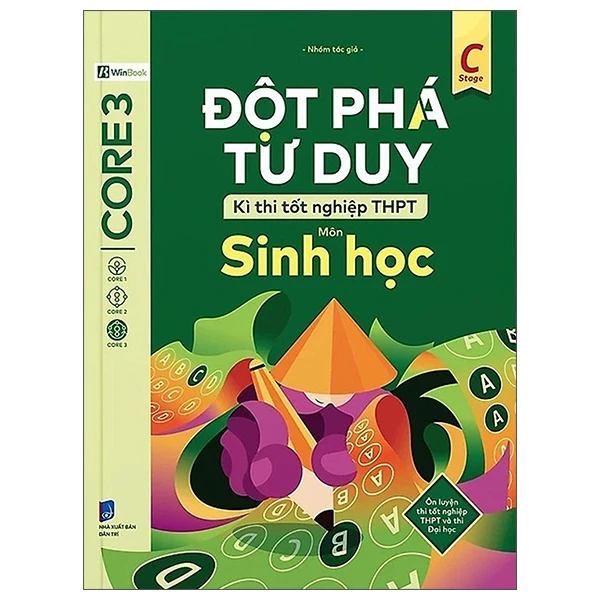 - Nhóm tác giả -
C
Stage
WinBook
ĐỘT PHÁ
TƯ DUY
Kì thi tốt nghiệp THPT
Môn
Sinh học
CORE 3
CORE 1
CORE 2
CORE 3
Ôn luyện
thi tốt nghiệp
THPT và thi
Đại học
NHÀ XUẤT BẢN
DÂN TRÍ